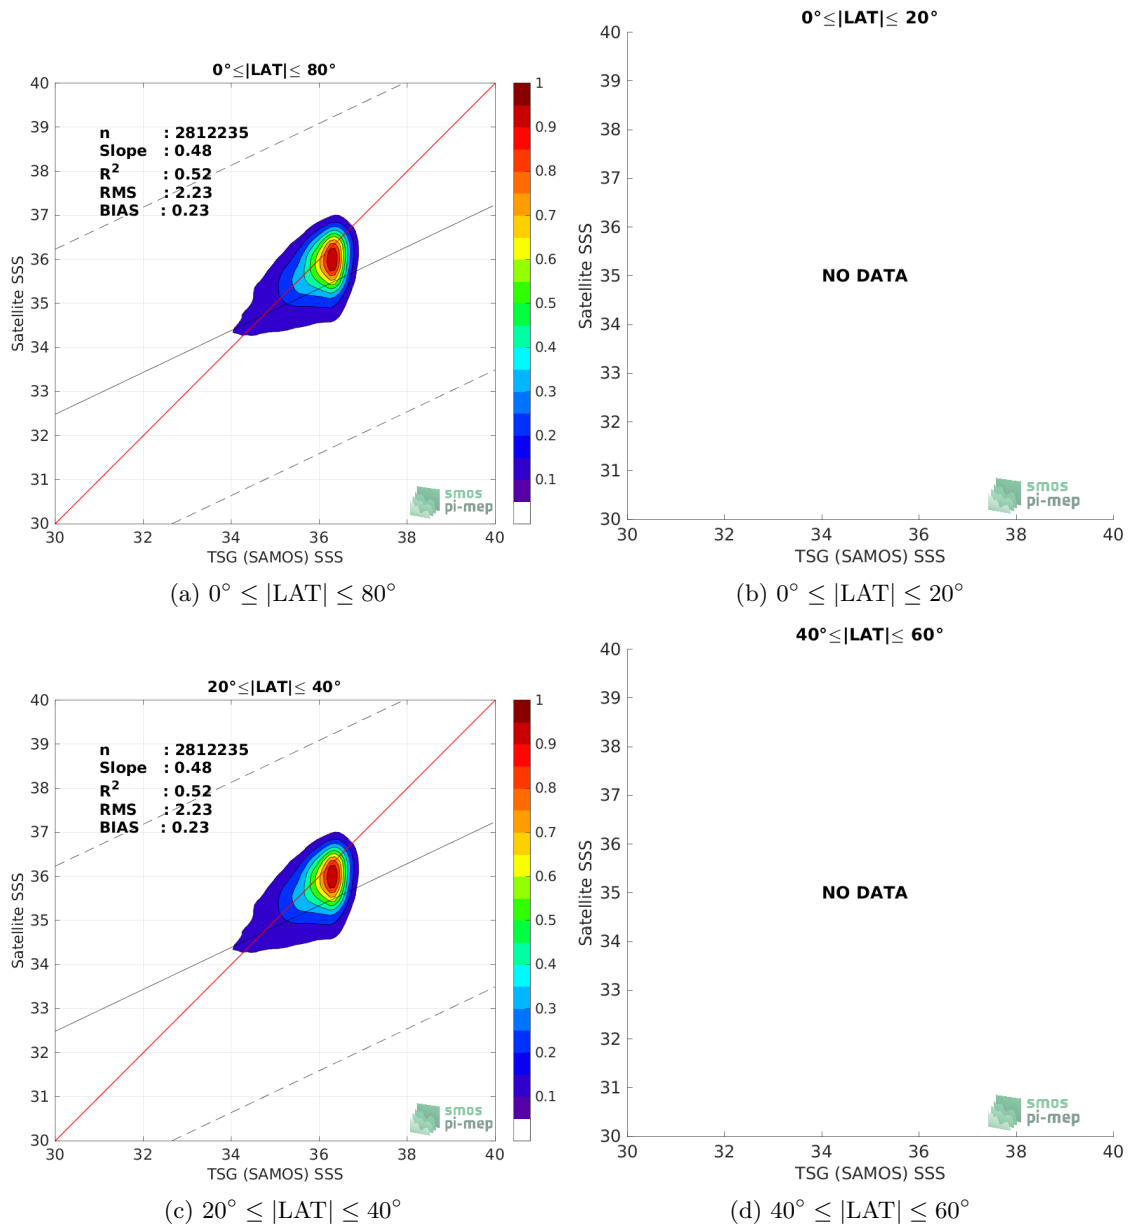 0°≤|LAT|≤ 80°
40
39
38
37
36
35
34
33
32
31
30
Satellite SSS
n : 2812235
Slope : 0.48
R² : 0.52
RMS : 2.23
BIAS : 0.23
smos
pi-mep
30 32 34 36 38 40
TSG (SAMOS) SSS
1
0.9
0.8
0.7
0.6
0.5
0.4
0.3
0.2
0.1
(a) 0° ≤ |LAT| ≤ 80°
0°≤|LAT|≤ 20°
40
39
38
37
36
35
34
33
32
31
30
Satellite SSS
NO DATA
smos
pi-mep
30 32 34 36 38 40
TSG (SAMOS) SSS
(b) 0° ≤ |LAT| ≤ 20°
20°≤|LAT|≤ 40°
40
39
38
37
36
35
34
33
32
31
30
Satellite SSS
n : 2812235
Slope : 0.48
R² : 0.52
RMS : 2.23
BIAS : 0.23
smos
pi-mep
30 32 34 36 38 40
TSG (SAMOS) SSS
1
0.9
0.8
0.7
0.6
0.5
0.4
0.3
0.2
0.1
(c) 20° ≤ |LAT| ≤ 40°
40°≤|LAT|≤ 60°
40
39
38
37
36
35
34
33
32
31
30
Satellite SSS
NO DATA
smos
pi-mep
30 32 34 36 38 40
TSG (SAMOS) SSS
(d) 40° ≤ |LAT| ≤ 60°